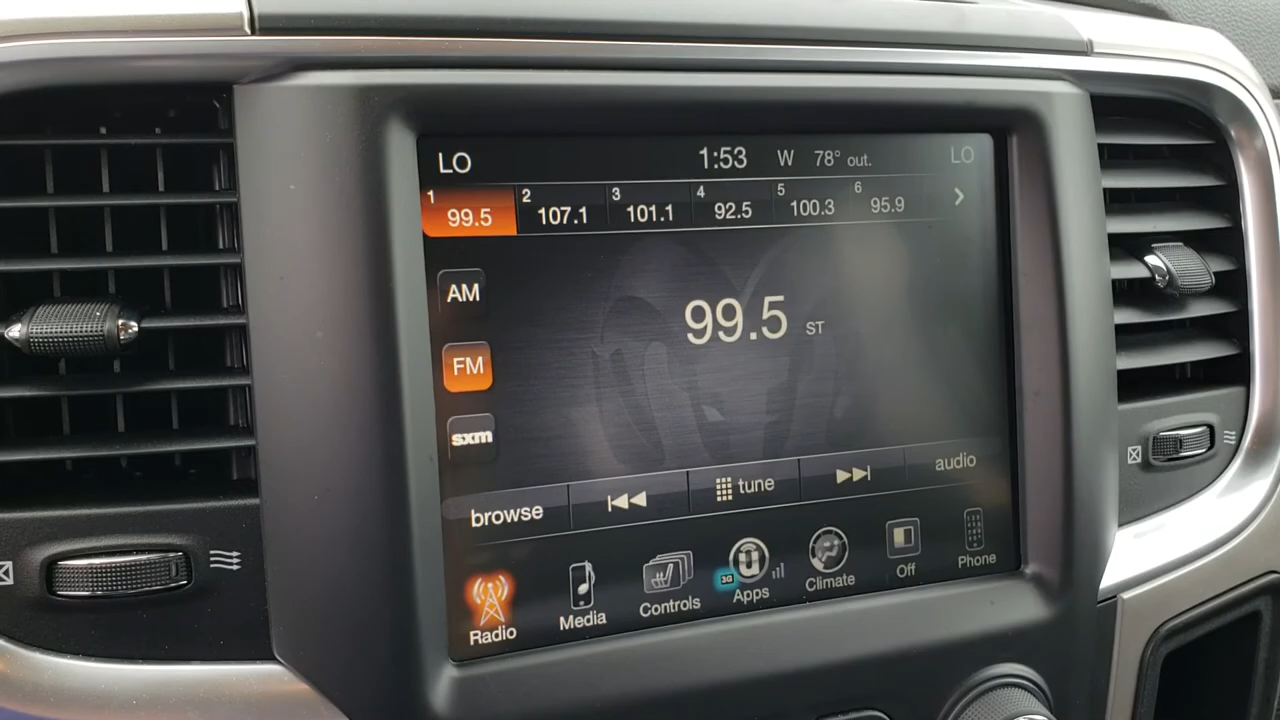 LO 1:53 W 78° out. LO
1 2 3 4 5 6
99.5 107.1 101.1 92.5 100.3 95.9
AM
99.5 ST
FM
sxm
browse tune audio
3G
Radio Media Controls Apps Climate Off Phone